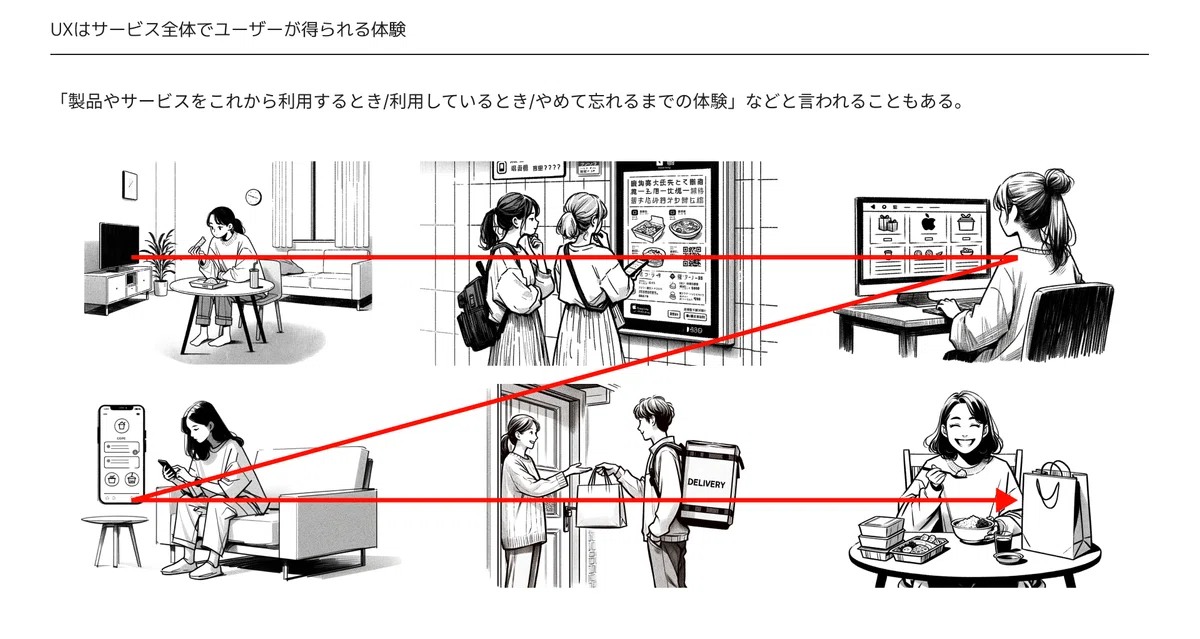 UXはサービス全体でユーザーが得られる体験
「製品やサービスをこれから利用するとき/利用しているとき/やめて忘れるまでの体験」などと言われることもある。
DELIVERY